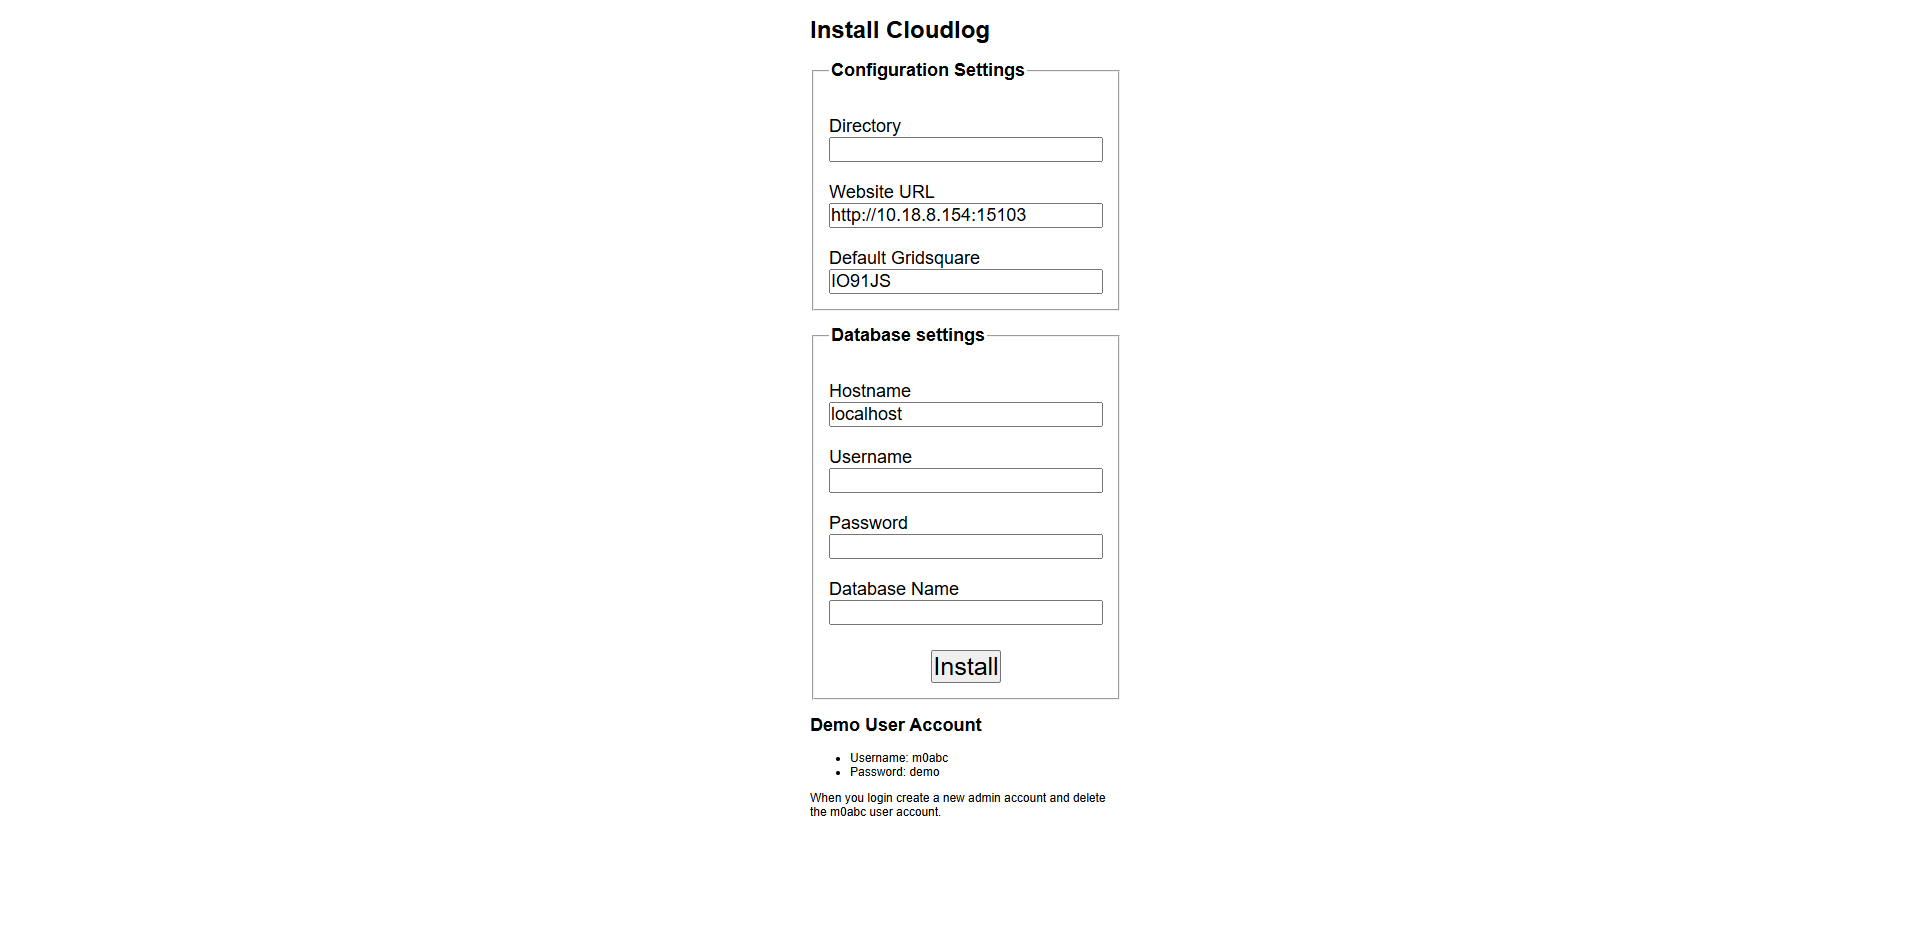 Install Cloudlog
Configuration Settings
Directory
Website URL
http://10.18.8.154:15103
Default Gridsquare
IO91JS
Database settings
Hostname
localhost
Username
Password
Database Name
Install
Demo User Account
Username: m0abc
Password: demo
When you login create a new admin account and delete
the m0abc user account.